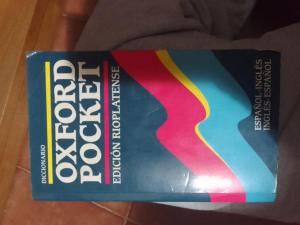 DICCIONARIO
OXFORD
POCKET
EDICIÓN RIOPLATENSE
ESPAÑOL-INGLÉS
INGLÉS-ESPAÑOL